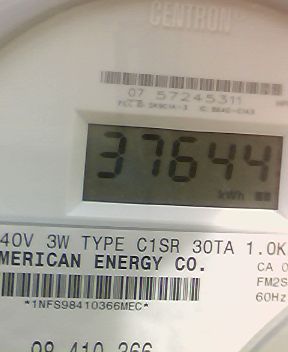 CENTRON
07 57245311
37644
kWh
40V 3W TYPE C1SR 30TA 1.0K
MERICAN ENERGY CO.
CA 0
FM2S
60Hz
*1NFS98410366MEC*
98 410 366